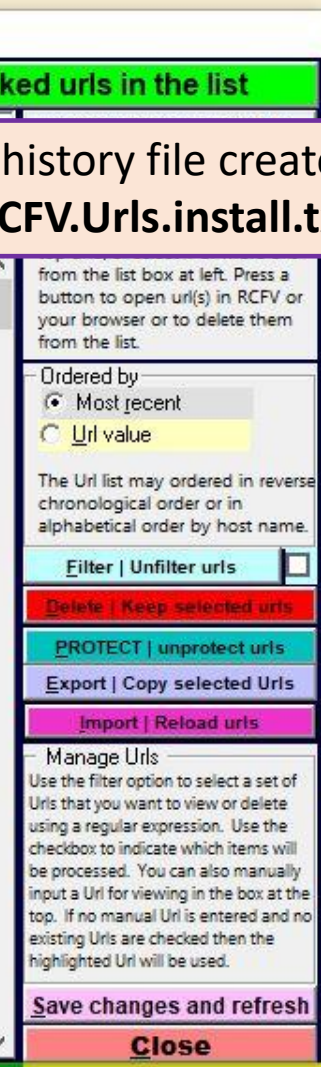 ked urls in the list
history file create
CFV.Urls.install.t
from the list box at left. Press a
button to open url(s) in RCFV or
your browser or to delete them
from the list.
Ordered by
Most recent
Url value
The Url list may ordered in reverse
chronological order or in
alphabetical order by host name.
Filter | Unfilter urls
Delete | Keep selected urls
PROTECT | unprotect urls
Export | Copy selected Urls
Import | Reload urls
Manage Urls
Use the filter option to select a set of
Urls that you want to view or delete
using a regular expression. Use the
checkbox to indicate which items will
be processed. You can also manually
input a Url for viewing in the box at the
top. If no manual Url is entered and no
existing Urls are checked then the
highlighted Url will be used.
Save changes and refresh
Close